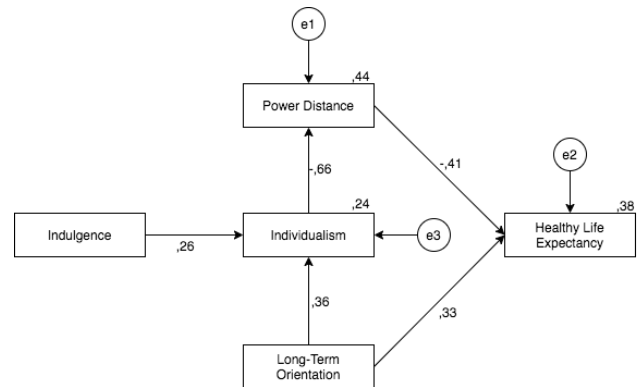 e1
,44
Power Distance
-,66
-,41
e2
,24
,38
Indulgence
,26
Individualism
e3
Healthy Life
Expectancy
,36
,33
Long-Term
Orientation